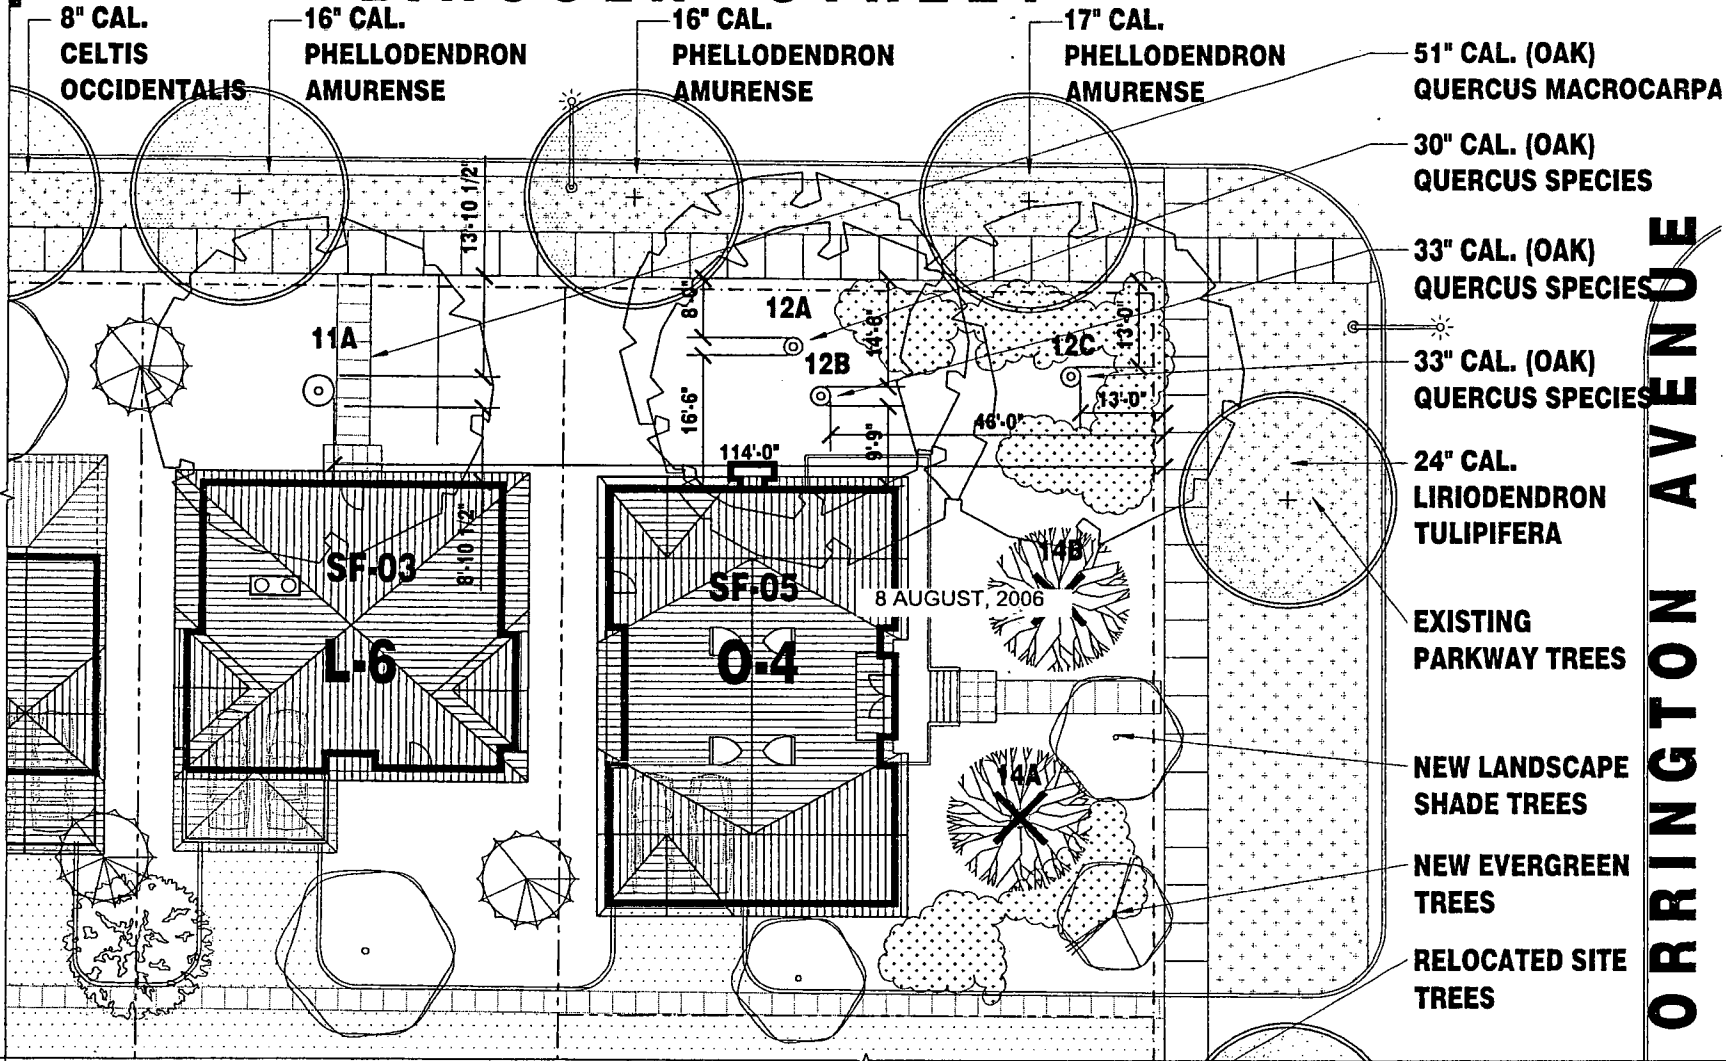 8" CAL.
CELTIS
OCCIDENTALIS
16" CAL.
PHELLODENDRON
AMURENSE
16" CAL.
PHELLODENDRON
AMURENSE
17" CAL.
PHELLODENDRON
AMURENSE
51" CAL. (OAK)
QUERCUS MACROCARPA
30" CAL. (OAK)
QUERCUS SPECIES
33" CAL. (OAK)
QUERCUS SPECIES
33" CAL. (OAK)
QUERCUS SPECIES
24" CAL.
LIRIODENDRON
TULIPIFERA
EXISTING
PARKWAY TREES
NEW LANDSCAPE
SHADE TREES
NEW EVERGREEN
TREES
RELOCATED SITE
TREES
ORRINGTON AVENUE
13'-10 1/2"
11A
12A
12B
12C
14'-8"
13'-0"
13'-0"
16'-6"
46'-0"
9'-9"
114'-0"
8'-10 1/2"
SF-03
L-6
SF-05
O-4
8 AUGUST, 2006
14B
14A